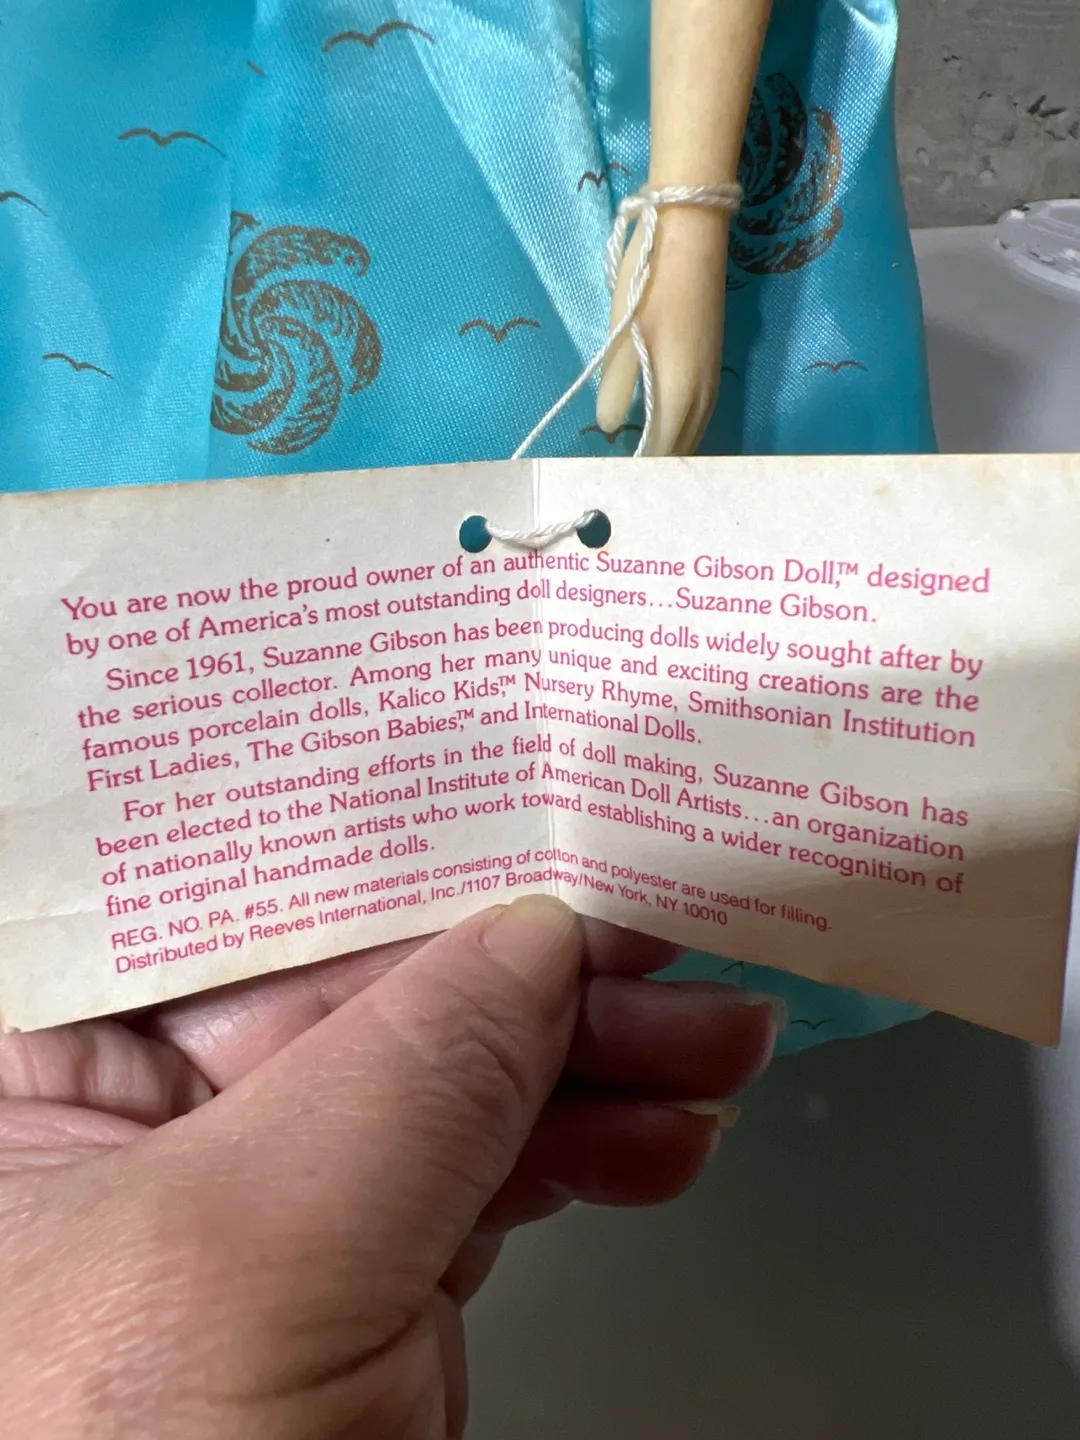 You are now the proud owner of an authentic Suzanne Gibson Doll,™ designed
by one of America's most outstanding doll designers...Suzanne Gibson.
Since 1961, Suzanne Gibson has been producing dolls widely sought after by
the serious collector. Among her many unique and exciting creations are the
famous porcelain dolls, Kalico Kids,™ Nursery Rhyme, Smithsonian Institution
First Ladies, The Gibson Babies,™ and International Dolls.
For her outstanding efforts in the field of doll making, Suzanne Gibson has
been elected to the National Institute of American Doll Artists...an organization
of nationally known artists who work toward establishing a wider recognition of
fine original handmade dolls.
REG. NO. PA. #55. All new materials consisting of cotton and polyester are used for filling.
Distributed by Reeves International, Inc./1107 Broadway/New York, NY 10010